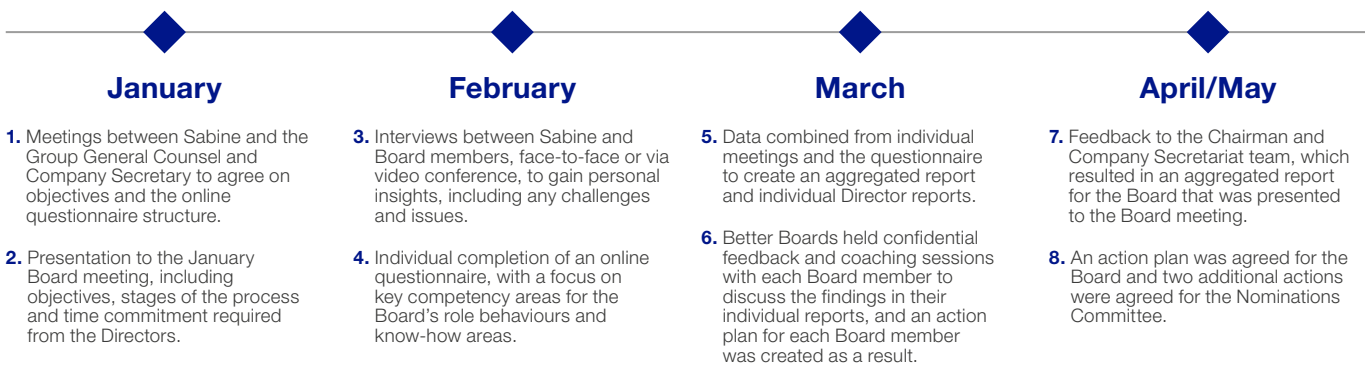 January
1. Meetings between Sabine and the
Group General Counsel and
Company Secretary to agree on
objectives and the online
questionnaire structure.
2. Presentation to the January
Board meeting, including
objectives, stages of the process
and time commitment required
from the Directors.
February
3. Interviews between Sabine and
Board members, face-to-face or via
video conference, to gain personal
insights, including any challenges
and issues.
4. Individual completion of an online
questionnaire, with a focus on
key competency areas for the
Board's role behaviours and
know-how areas.
March
5. Data combined from individual
meetings and the questionnaire
to create an aggregated report
and individual Director reports.
6. Better Boards held confidential
feedback and coaching sessions
with each Board member to
discuss the findings in their
individual reports, and an action
plan for each Board member
was created as a result.
April/May
7. Feedback to the Chairman and
Company Secretariat team, which
resulted in an aggregated report
for the Board that was presented
to the Board meeting.
8. An action plan was agreed for the
Board and two additional actions
were agreed for the Nominations
Committee.